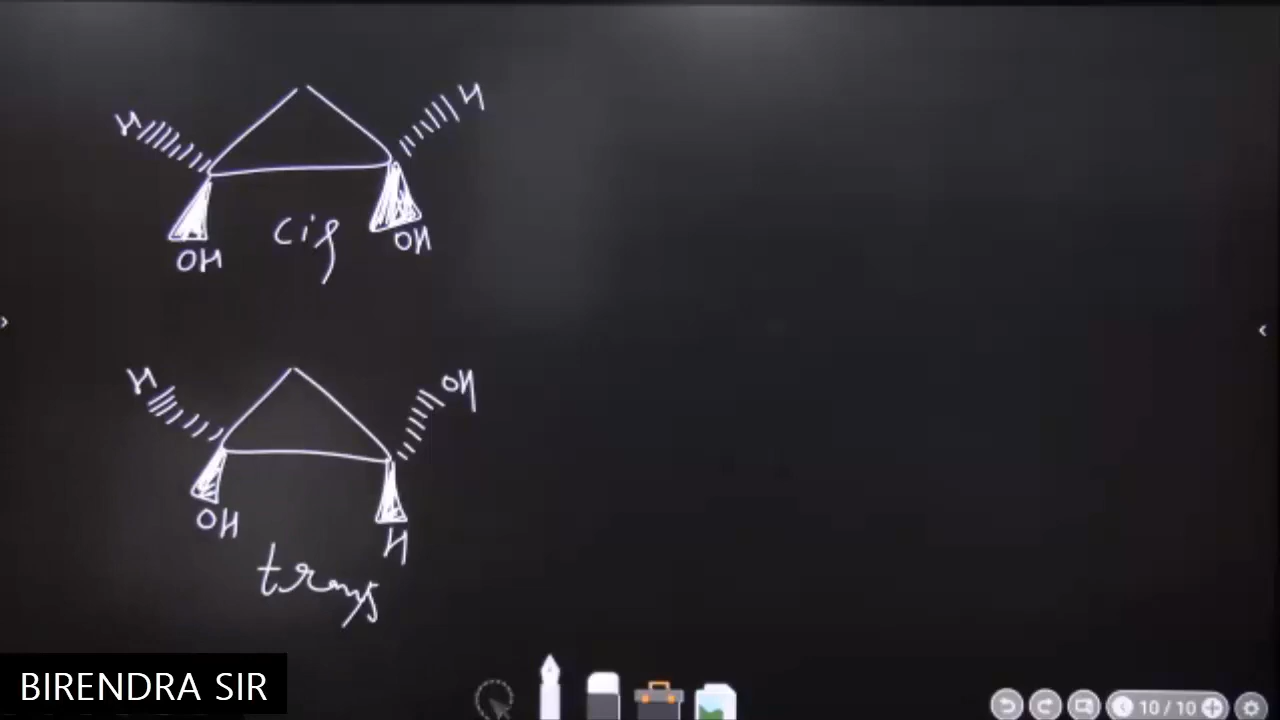 H H
OH cis OH
H OH
OH H
trans
BIRENDRA SIR
10 / 10